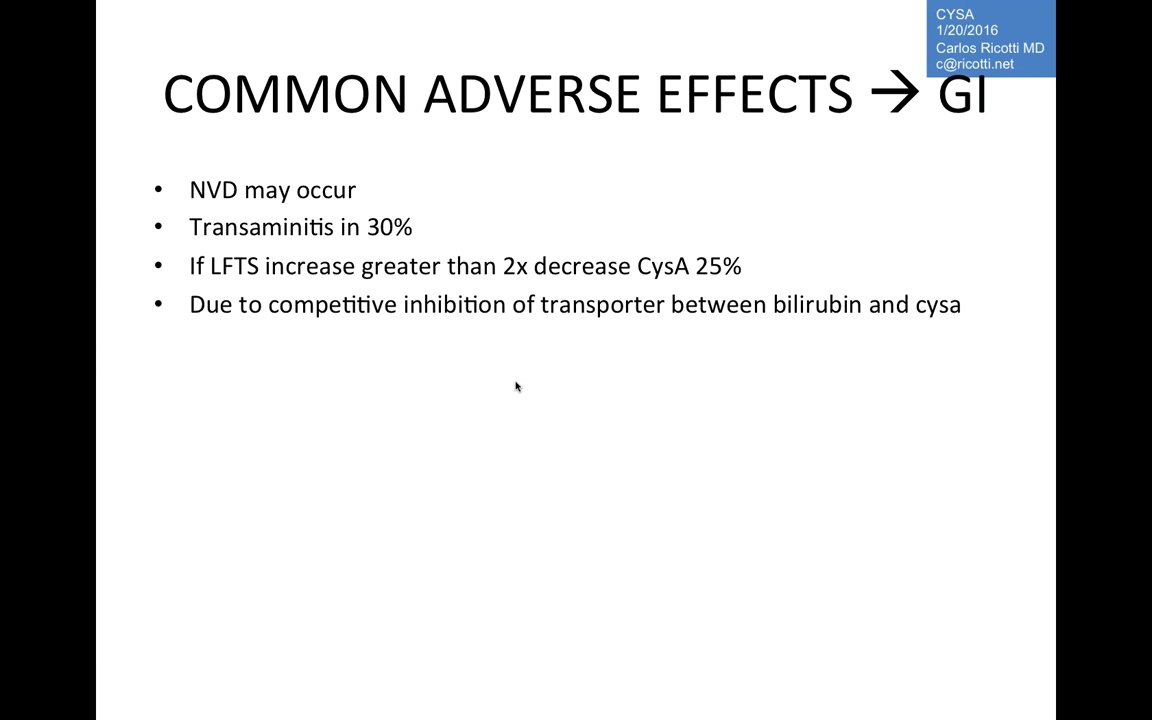 CYSA
1/20/2016
Carlos Ricotti MD
c@ricotti.net
COMMON ADVERSE EFFECTS → GI
• NVD may occur
• Transaminitis in 30%
• If LFTS increase greater than 2x decrease CysA 25%
• Due to competitive inhibition of transporter between bilirubin and cysa